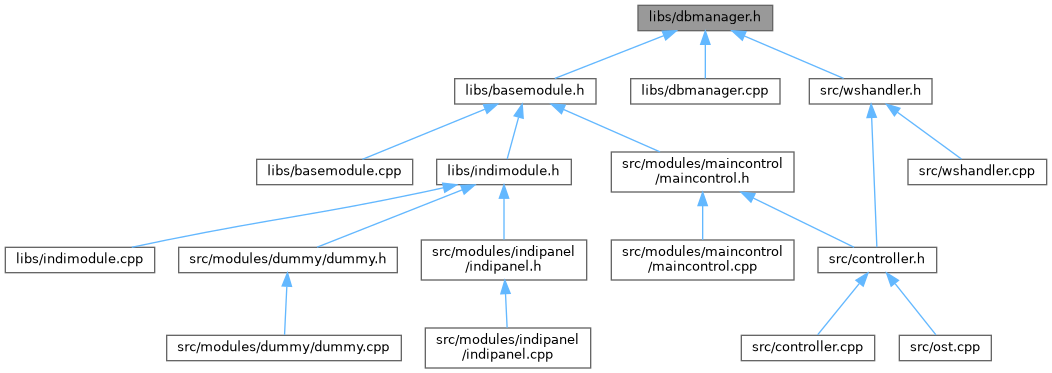 libs/dbmanager.h
libs/basemodule.h
libs/dbmanager.cpp
src/wshandler.h
libs/basemodule.cpp
libs/indimodule.h
src/modules/maincontrol
/maincontrol.h
src/wshandler.cpp
libs/indimodule.cpp
src/modules/dummy/dummy.h
src/modules/indipanel
/indipanel.h
src/modules/maincontrol
/maincontrol.cpp
src/controller.h
src/modules/dummy/dummy.cpp
src/modules/indipanel
/indipanel.cpp
src/controller.cpp
src/ost.cpp